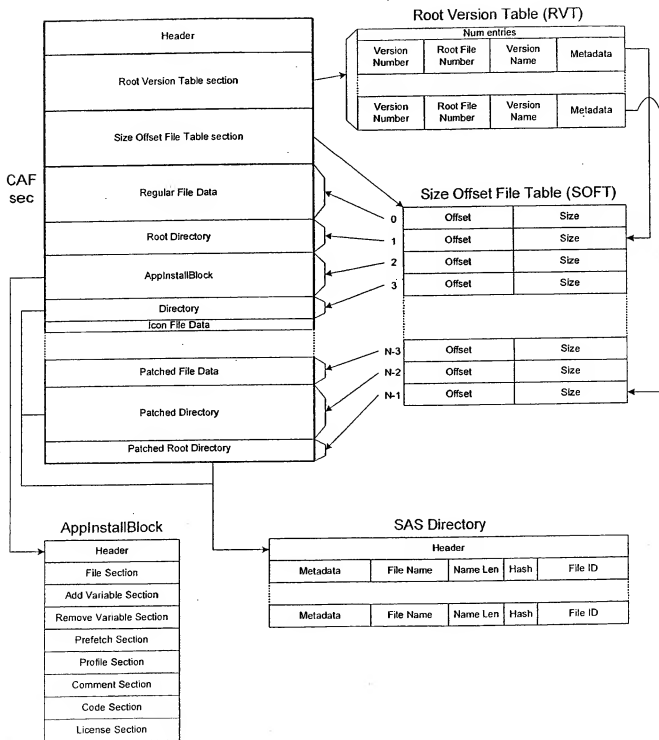 Root Version Table (RVT)
Num entries
Version Number
Root File Number
Version Name
Metadata
Version Number
Root File Number
Version Name
Metadata
CAF sec
Header
Root Version Table section
Size Offset File Table section
Regular File Data
Root Directory
AppInstallBlock
Directory
Icon File Data
Patched File Data
Patched Directory
Patched Root Directory
Size Offset File Table (SOFT)
0 Offset Size
1 Offset Size
2 Offset Size
3 Offset Size
N-3 Offset Size
N-2 Offset Size
N-1 Offset Size
AppInstallBlock
Header
File Section
Add Variable Section
Remove Variable Section
Prefetch Section
Profile Section
Comment Section
Code Section
License Section
SAS Directory
Header
Metadata File Name Name Len Hash File ID
Metadata File Name Name Len Hash File ID